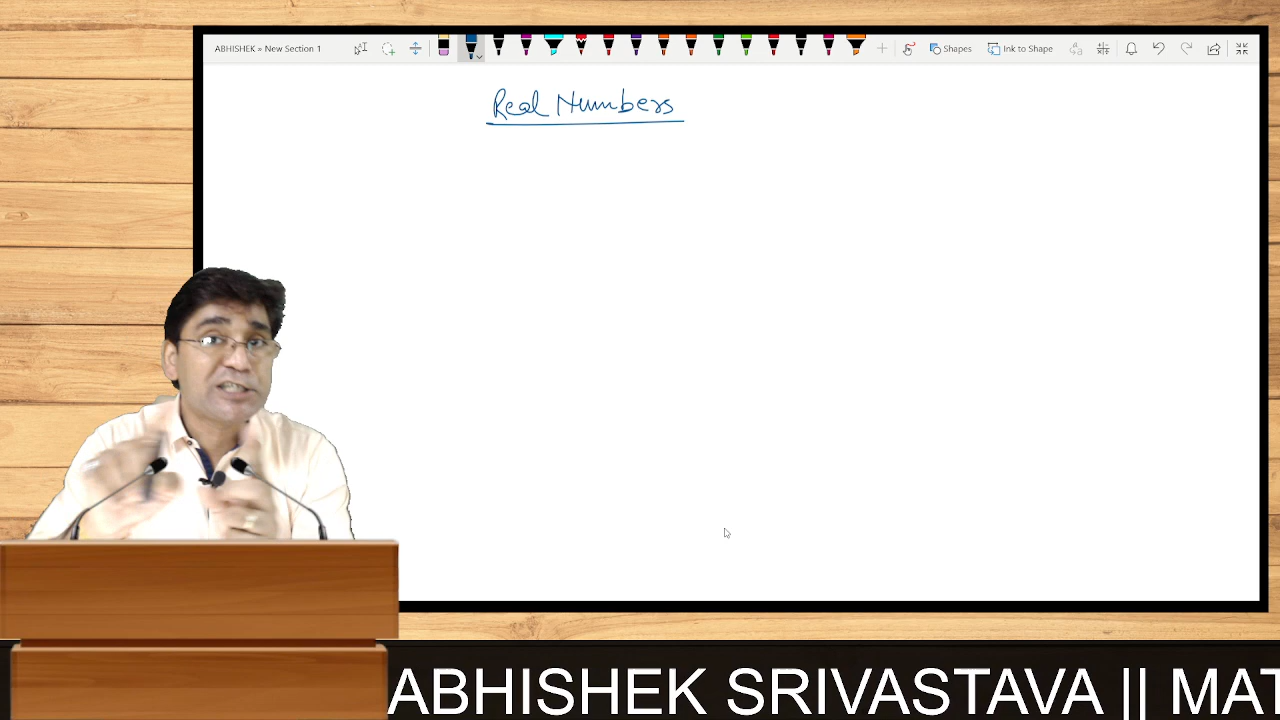 ABHISHEK » New Section 1
Shapes
Ink to Shape
Real Numbers
ABHISHEK SRIVASTAVA || MAT